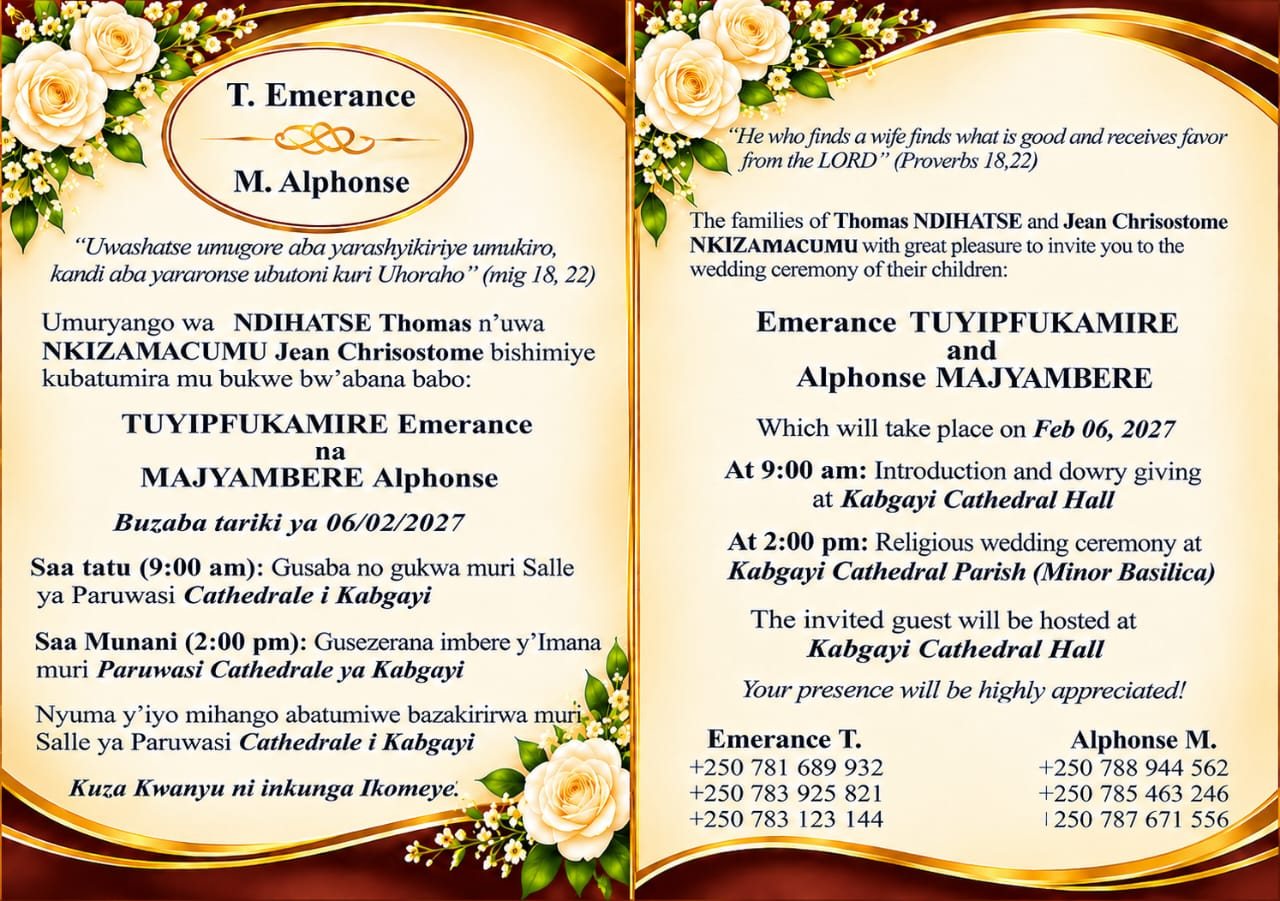 T. Emerance
M. Alphonse
“Uwashatse umugore aba yarashyikiriye umukiro,
kandi aba yararonse ubutoni kuri Uhoraho” (mig 18, 22)
Umuryango wa NDIHATSE Thomas n’uwa
NKIZAMACUMU Jean Chrisostome bishimiye
kubatumira mu bukwe bw’abana babo:
TUYIPFUKAMIRE Emerance
na
MAJYAMBERE Alphonse
Buzaba tariki ya 06/02/2027
Saa tatu (9:00 am): Gusaba no gukwa muri Salle
ya Paruwasi Cathedrale i Kabgayi
Saa Munani (2:00 pm): Gusezerana imbere y’Imana
muri Paruwasi Cathedrale ya Kabgayi
Nyuma y’iyo mihango abatumiwe bazakirirwa muri
Salle ya Paruwasi Cathedrale i Kabgayi
Kuza Kwanyu ni inkunga Ikomeye.
“He who finds a wife finds what is good and receives favor
from the LORD” (Proverbs 18,22)
The families of Thomas NDIHATSE and Jean Chrisostome
NKIZAMACUMU with great pleasure to invite you to the
wedding ceremony of their children:
Emerance TUYIPFUKAMIRE
and
Alphonse MAJYAMBERE
Which will take place on Feb 06, 2027
At 9:00 am: Introduction and dowry giving
at Kabgayi Cathedral Hall
At 2:00 pm: Religious wedding ceremony at
Kabgayi Cathedral Parish (Minor Basilica)
The invited guest will be hosted at
Kabgayi Cathedral Hall
Your presence will be highly appreciated!
Emerance T.
+250 781 689 932
+250 783 925 821
+250 783 123 144
Alphonse M.
+250 788 944 562
+250 785 463 246
250 787 671 556